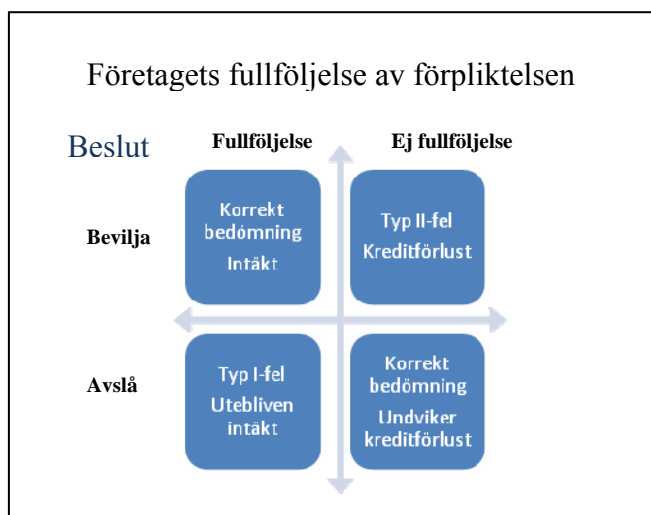 Företagets fullföljelse av förpliktelsen
Beslut
Fullföljelse
Ej fullföljelse
Bevilja
Korrekt
bedömning
Intäkt
Typ II-fel
Kreditförlust
Avslå
Typ I-fel
Utebliven
intäkt
Korrekt
bedömning
Undviker
kreditförlust